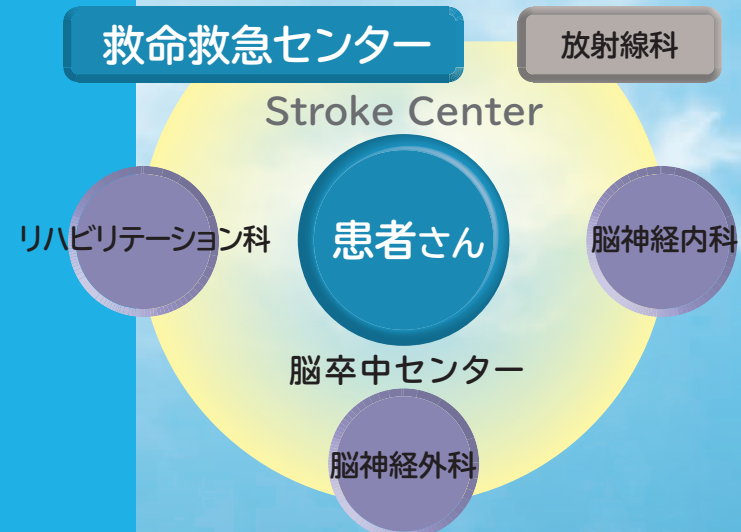 救命救急センター
放射線科
Stroke Center
リハビリテーション科
患者さん
脳神経内科
脳卒中センター
脳神経外科